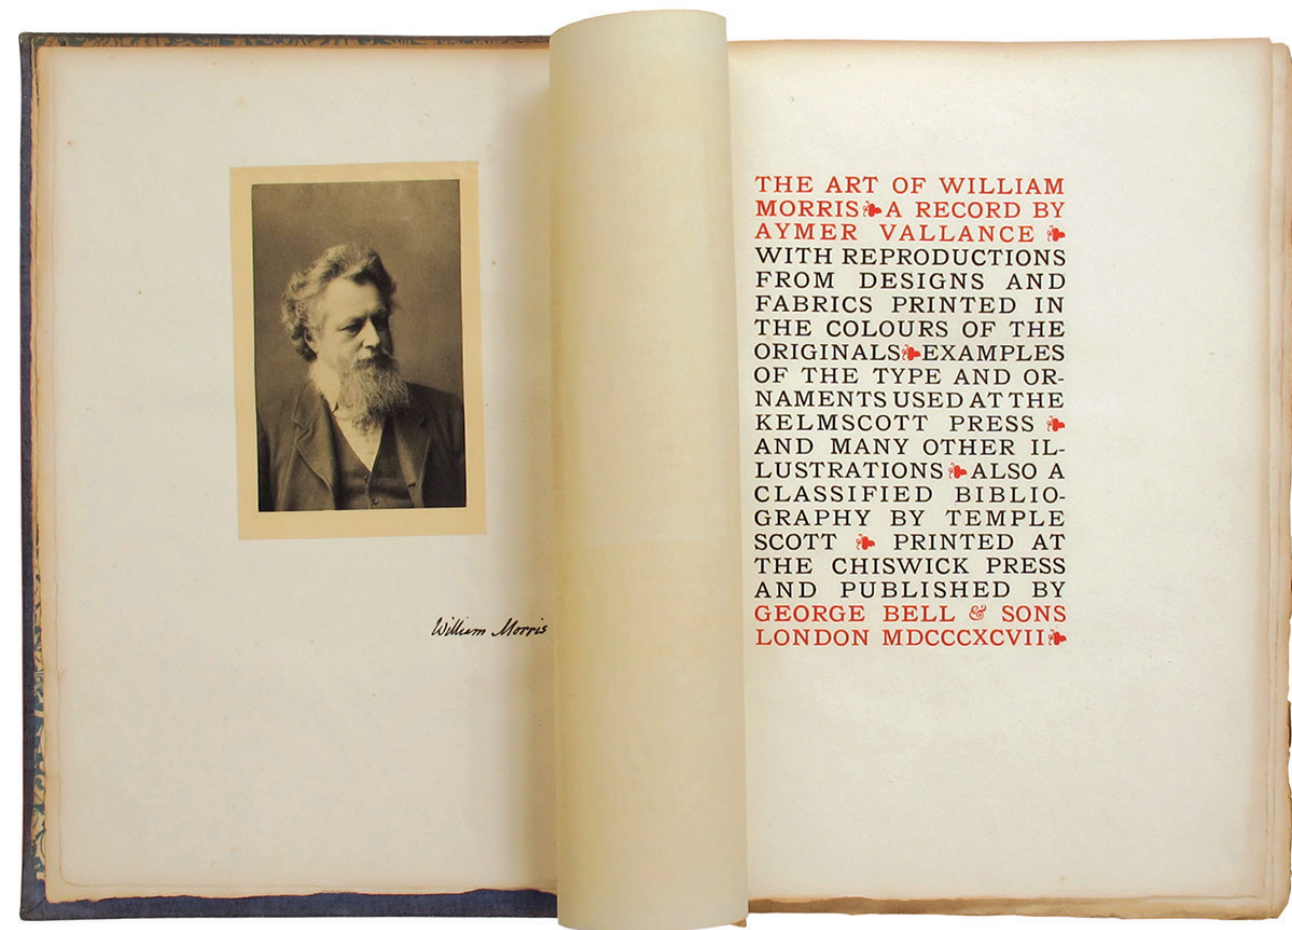 William Morris
THE ART OF WILLIAM
MORRIS A RECORD BY
AYMER VALLANCE
WITH REPRODUCTIONS
FROM DESIGNS AND
FABRICS PRINTED IN
THE COLOURS OF THE
ORIGINALS EXAMPLES
OF THE TYPE AND OR-
NAMENTS USED AT THE
KELMSCOTT PRESS
AND MANY OTHER IL-
LUSTRATIONS ALSO A
CLASSIFIED BIBLIO-
GRAPHY BY TEMPLE
SCOTT PRINTED AT
THE CHISWICK PRESS
AND PUBLISHED BY
GEORGE BELL & SONS
LONDON MDCCCXCVII